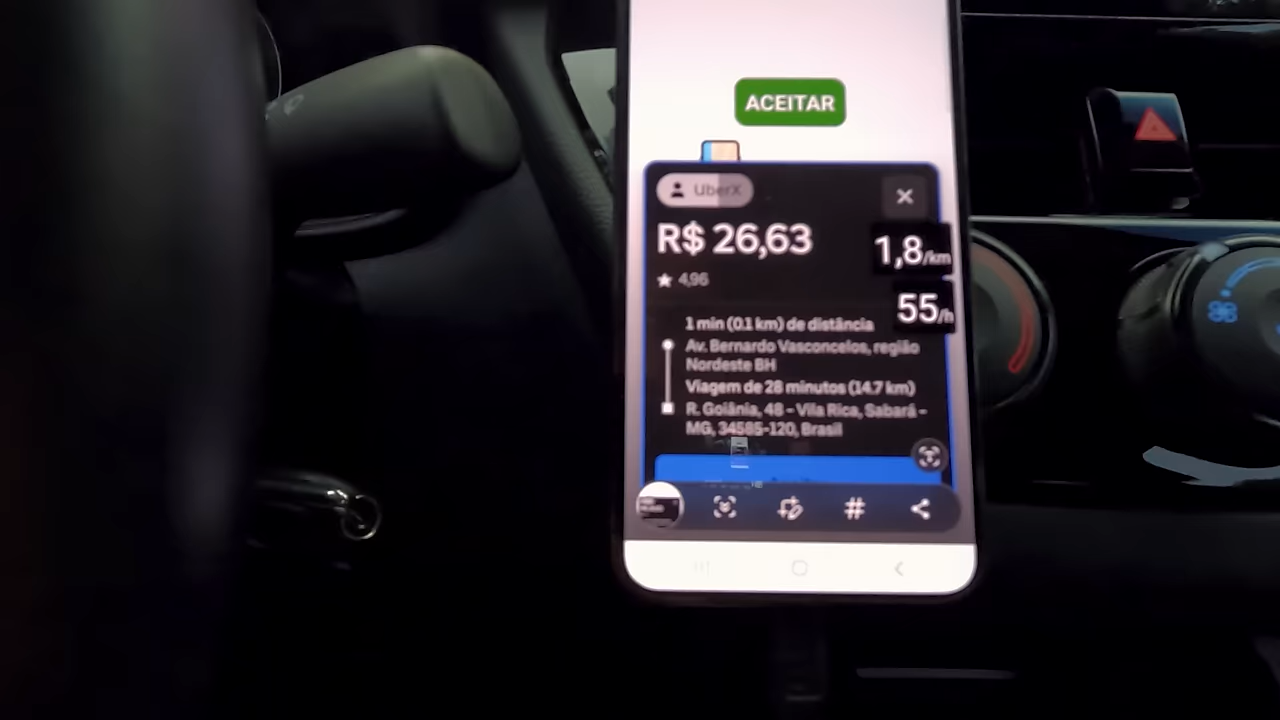 ACEITAR
UberX
R$ 26,63
1,8/km
4,96
55/h
1 min (0.1 km) de distância
Av. Bernardo Vasconcelos, região
Nordeste BH
Viagem de 28 minutos (14.7 km)
R. Goiânia, 48 - Vila Rica, Sabará -
MG, 34585-120, Brasil